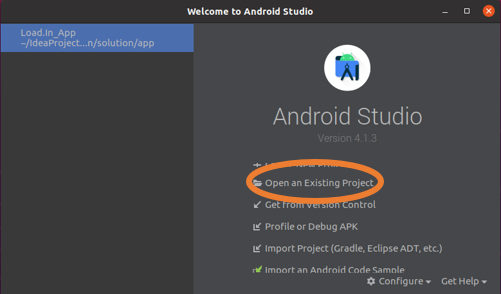 Welcome to Android Studio
Load.In_App
~/IdeaProject...n/solution/app
Android Studio
Version 4.1.3
Open an Existing Project
Get from Version Control
Profile or Debug APK
Import Project (Gradle, Eclipse ADT, etc.)
Import an Android Code Sample
Configure
Get Help